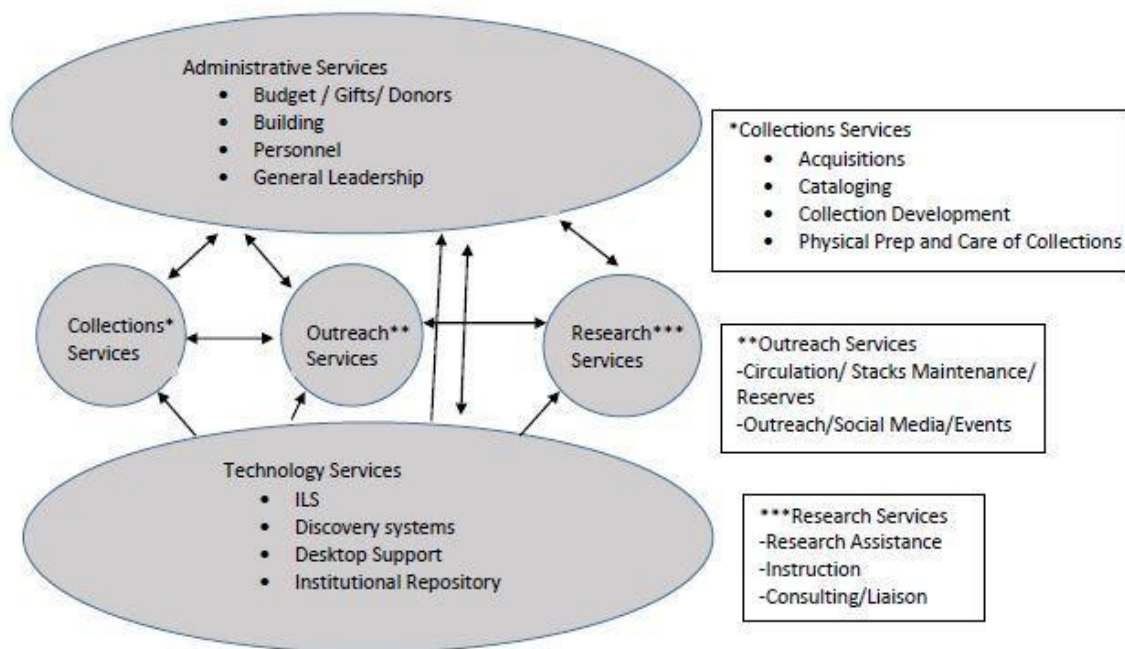 Administrative Services
• Budget / Gifts/ Donors
• Building
• Personnel
• General Leadership
*Collections Services
• Acquisitions
• Cataloging
• Collection Development
• Physical Prep and Care of Collections
Collections*
Services
Outreach**
Services
Research***
Services
**Outreach Services
-Circulation/ Stacks Maintenance/
Reserves
-Outreach/Social Media/Events
Technology Services
• ILS
• Discovery systems
• Desktop Support
• Institutional Repository
***Research Services
-Research Assistance
-Instruction
-Consulting/Liaison